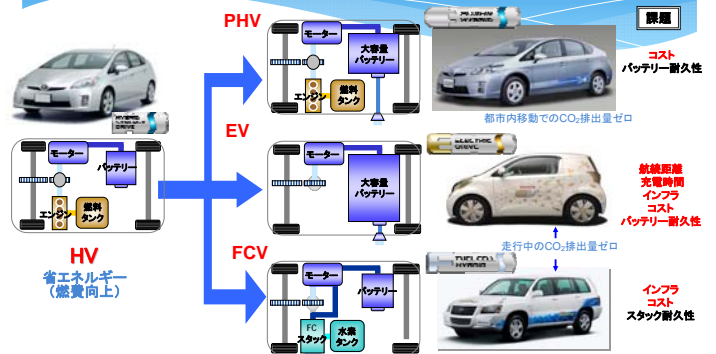 PHV
課題
モーター
大容量
バッテリー
エンジン
燃料
タンク
コスト
バッテリー耐久性
都市内移動でのCO₂排出量ゼロ
HYBRID
DRIVE
モーター
バッテリー
エンジン
燃料
タンク
HV
省エネルギー
（燃費向上）
EV
モーター
大容量
バッテリー
ELECTRIC
DRIVE
航続距離
充電時間
インフラ
コスト
バッテリー耐久性
走行中のCO₂排出量ゼロ
FCV
モーター
バッテリー
FC
スタック
水素
タンク
インフラ
コスト
スタック耐久性